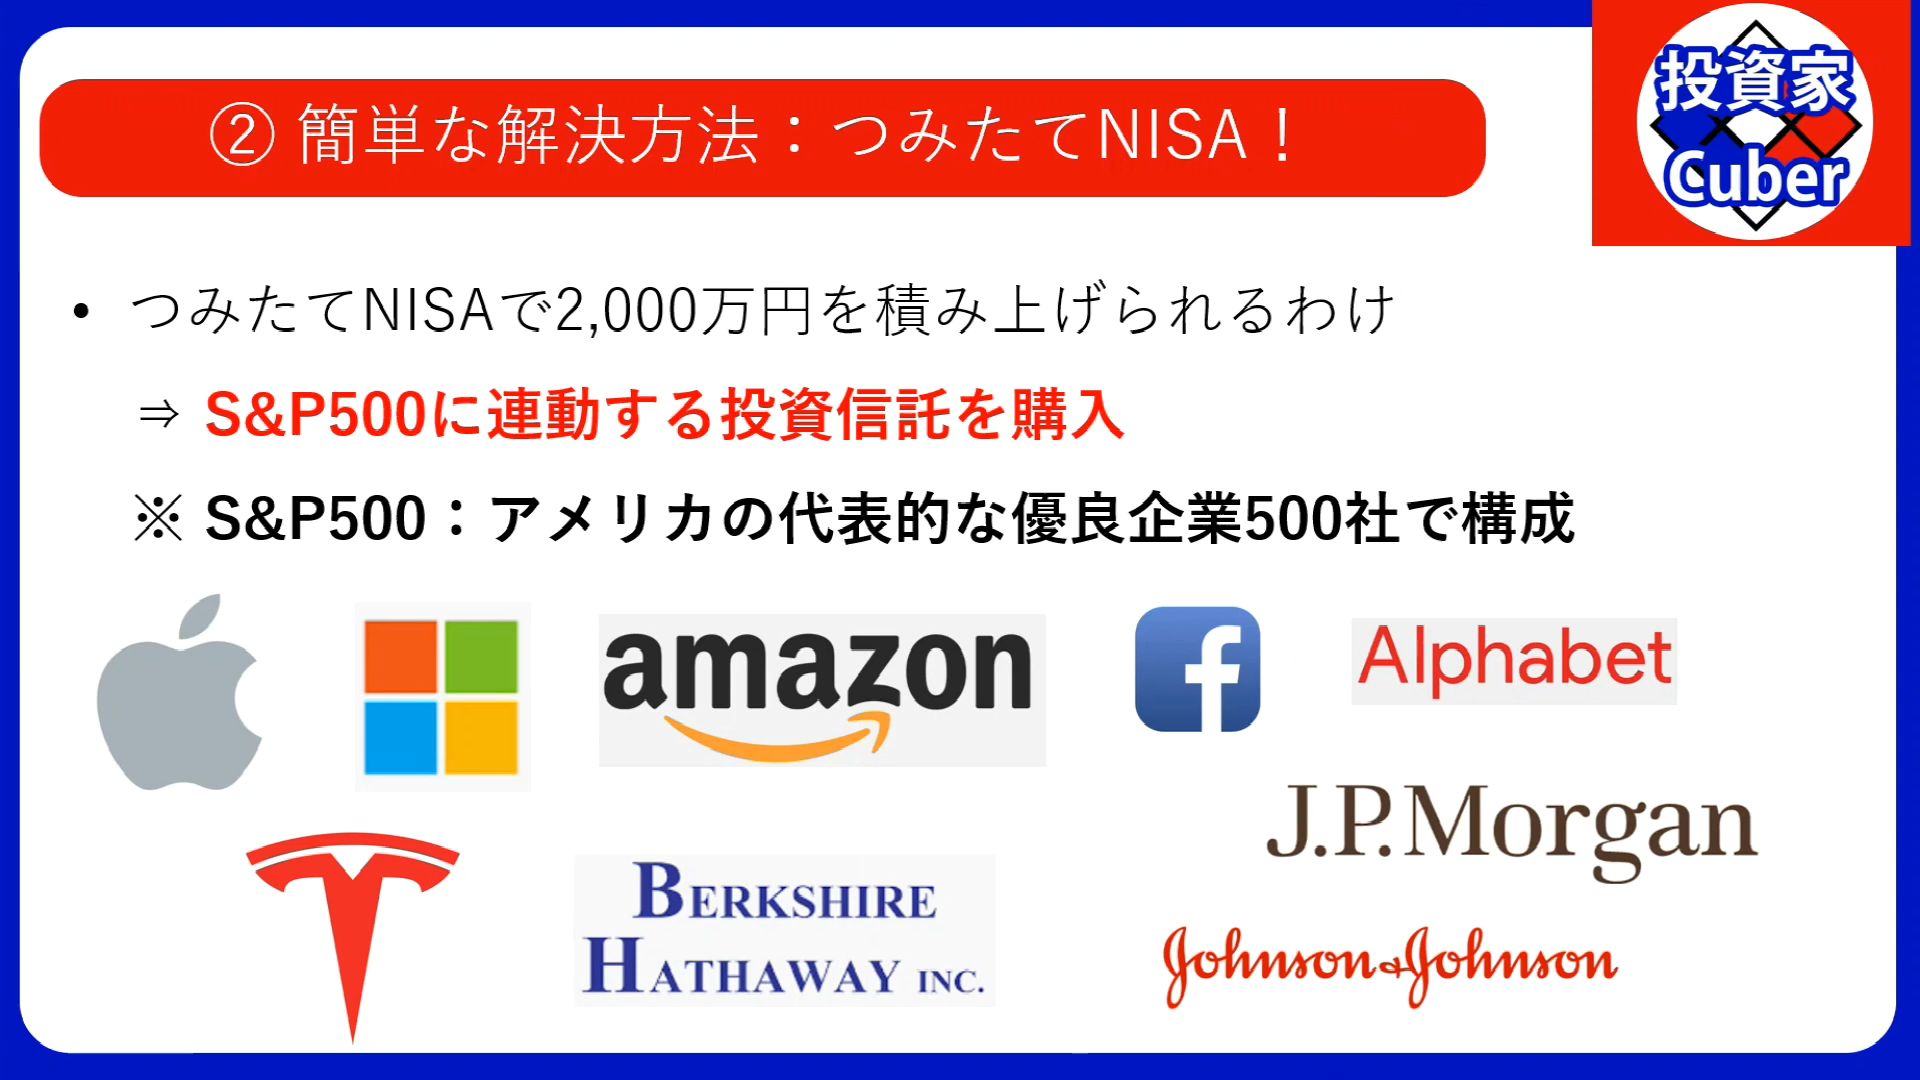 ② 簡単な解決方法：つみたてNISA！
投資家
Cuber
• つみたてNISAで2,000万円を積み上げられるわけ
⇒ S&P500に連動する投資信託を購入
※ S&P500：アメリカの代表的な優良企業500社で構成
amazon
f
Alphabet
J.P.Morgan
BERKSHIRE
HATHAWAY INC.
Johnson&Johnson